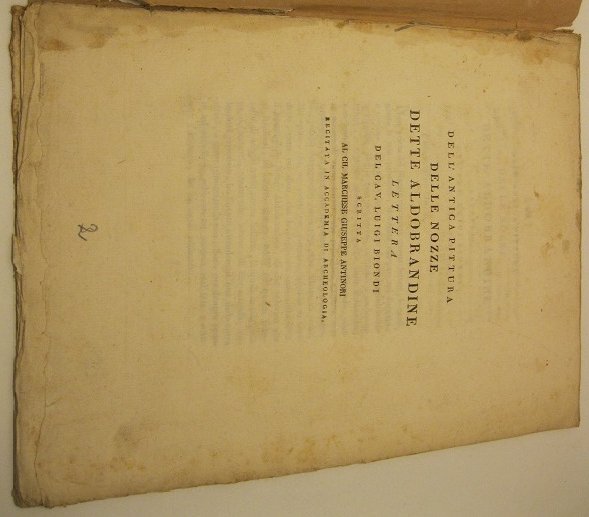 DELL' ANTICA PITTURA
DELLE NOZZE
DETTE ALDOBRANDINE
LETTERA
DEL CAV. LUIGI BIONDI
SCRITTA
AL CH. MARCHESE GIUSEPPE ANTINORI
RECITATA IN ACCADEMIA DI ARCHEOLOGIA.
2